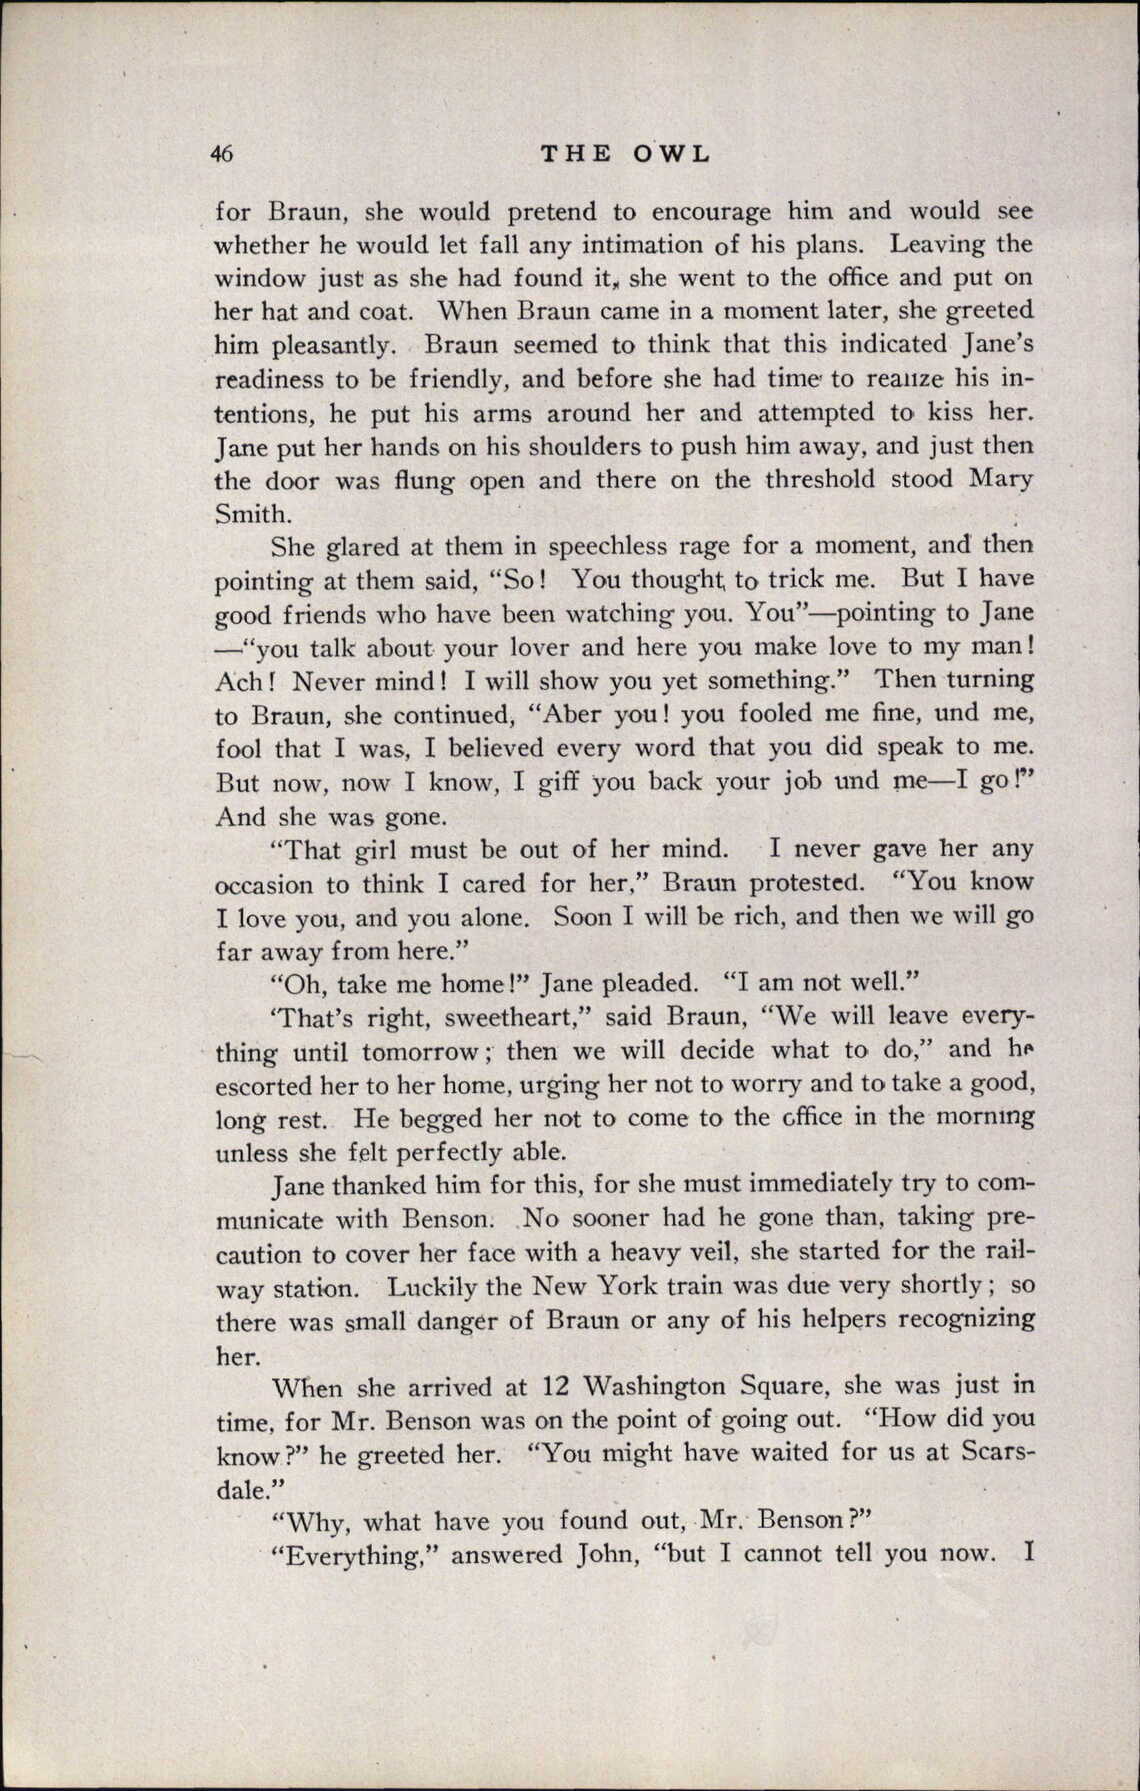 46 THE OWL
for Braun, she would pretend to encourage him and would see
whether he would let fall any intimation of his plans. Leaving the
window just as she had found it, she went to the office and put on
her hat and coat. When Braun came in a moment later, she greeted
him pleasantly. Braun seemed to think that this indicated Jane's
readiness to be friendly, and before she had time to realize his in-
tentions, he put his arms around her and attempted to kiss her.
Jane put her hands on his shoulders to push him away, and just then
the door was flung open and there on the threshold stood Mary
Smith.
She glared at them in speechless rage for a moment, and then
pointing at them said, "So! You thought to trick me. But I have
good friends who have been watching you. You"—pointing to Jane
—"you talk about your lover and here you make love to my man!
Ach! Never mind! I will show you yet something." Then turning
to Braun, she continued, "Aber you! you fooled me fine, und me,
fool that I was, I believed every word that you did speak to me.
But now, now I know, I giff you back your job und me—I go!"
And she was gone.
"That girl must be out of her mind. I never gave her any
occasion to think I cared for her," Braun protested. "You know
I love you, and you alone. Soon I will be rich, and then we will go
far away from here."
"Oh, take me home!" Jane pleaded. "I am not well."
'That's right, sweetheart," said Braun, "We will leave every-
thing until tomorrow; then we will decide what to do," and he
escorted her to her home, urging her not to worry and to take a good,
long rest. He begged her not to come to the office in the morning
unless she felt perfectly able.
Jane thanked him for this, for she must immediately try to com-
municate with Benson. No sooner had he gone than, taking pre-
caution to cover her face with a heavy veil, she started for the rail-
way station. Luckily the New York train was due very shortly; so
there was small danger of Braun or any of his helpers recognizing
her.
When she arrived at 12 Washington Square, she was just in
time, for Mr. Benson was on the point of going out. "How did you
know?" he greeted her. "You might have waited for us at Scars-
dale."
"Why, what have you found out, Mr. Benson?"
"Everything," answered John, "but I cannot tell you now. I